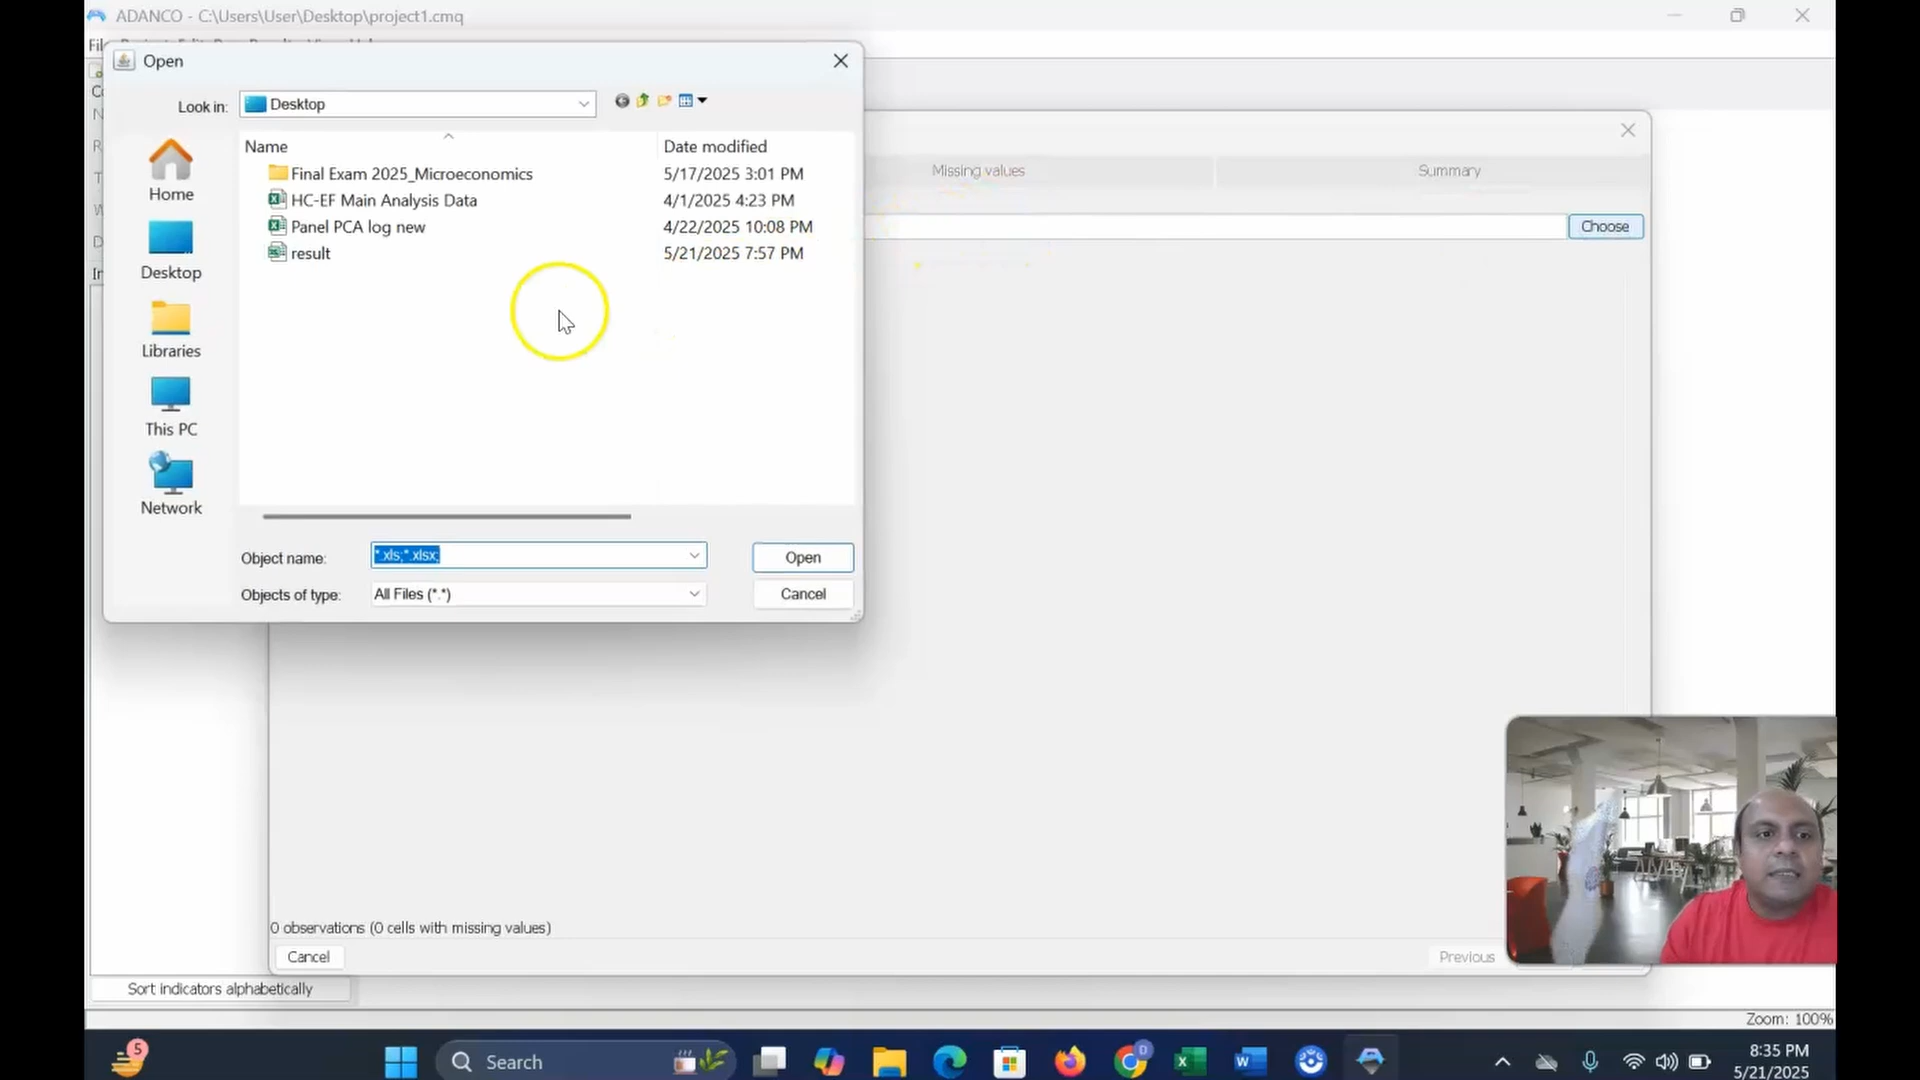 ADANCO - C:\Users\User\Desktop\project1.cmq
Open
Look in:
Desktop
Name
Date modified
Final Exam 2025_Microeconomics
5/17/2025 3:01 PM
HC-EF Main Analysis Data
4/1/2025 4:23 PM
Panel PCA log new
4/22/2025 10:08 PM
result
5/21/2025 7:57 PM
Home
Desktop
Libraries
This PC
Network
Object name:
*.xls;*.xlsx;
Open
Objects of type:
All Files (*.*)
Cancel
Missing values
Summary
Choose
0 observations (0 cells with missing values)
Cancel
Previous
Sort indicators alphabetically
Zoom: 100%
5
Search
8:35 PM
5/21/2025